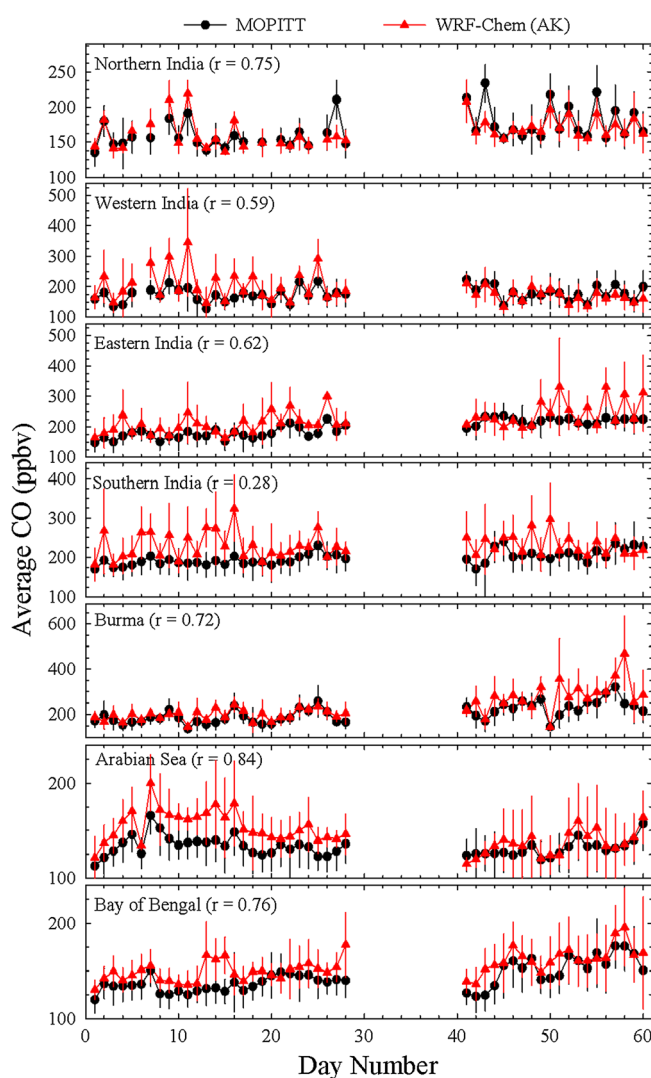 MOPITT WRF-Chem (AK)
Northern India (r = 0.75)
250
200
150
100
Western India (r = 0.59)
500
400
300
200
100
Eastern India (r = 0.62)
500
400
300
200
100
Southern India (r = 0.28)
400
300
200
100
Burma (r = 0.72)
600
400
200
Arabian Sea (r = 0.84)
200
100
Bay of Bengal (r = 0.76)
200
100
0 10 20 30 40 50 60
Average CO (ppbv)
Day Number